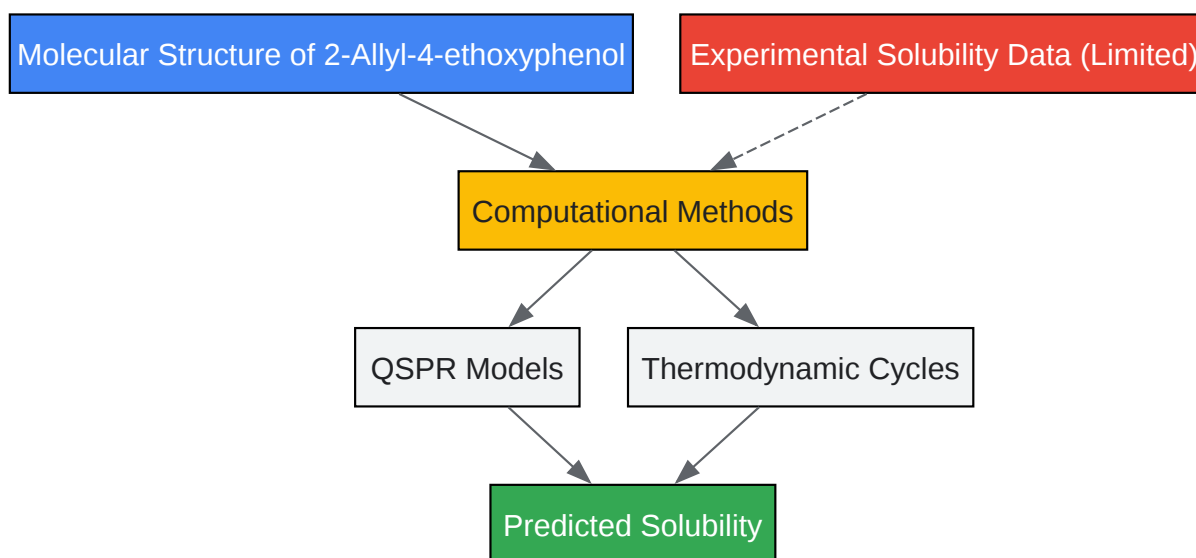 Molecular Structure of 2-Allyl-4-ethoxyphenol
Experimental Solubility Data (Limited)
Computational Methods
QSPR Models
Thermodynamic Cycles
Predicted Solubility